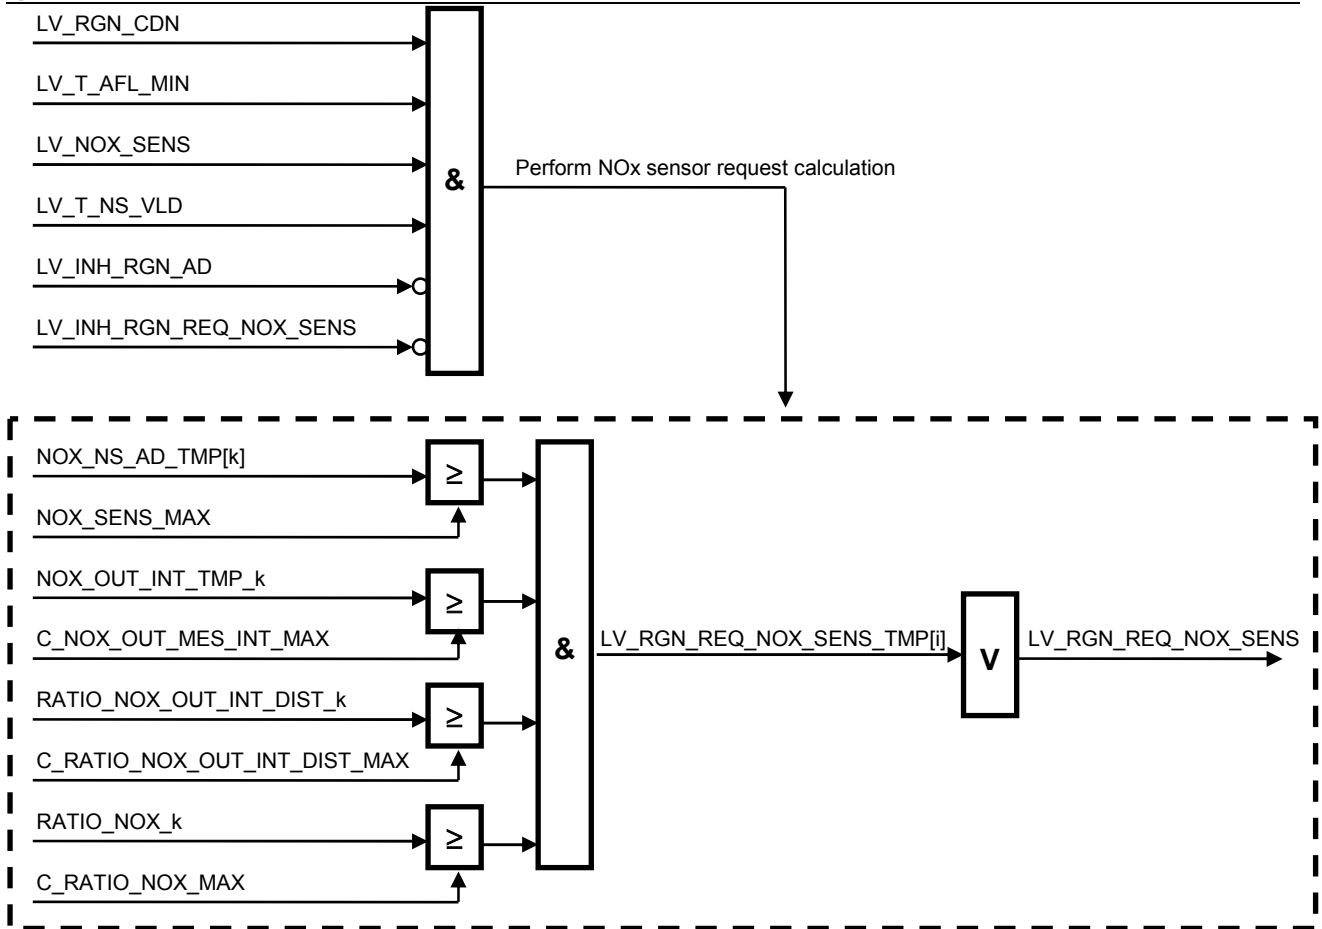 LV_RGN_CDN
LV_T_AFL_MIN
LV_NOX_SENS
LV_T_NS_VLD
LV_INH_RGN_AD
LV_INH_RGN_REQ_NOX_SENS
&
Perform NOx sensor request calculation
NOX_NS_AD_TMP[k]
≥
NOX_SENS_MAX
NOX_OUT_INT_TMP_k
≥
C_NOX_OUT_MES_INT_MAX
RATIO_NOX_OUT_INT_DIST_k
≥
C_RATIO_NOX_OUT_INT_DIST_MAX
RATIO_NOX_k
≥
C_RATIO_NOX_MAX
&
LV_RGN_REQ_NOX_SENS_TMP[i]
V
LV_RGN_REQ_NOX_SENS